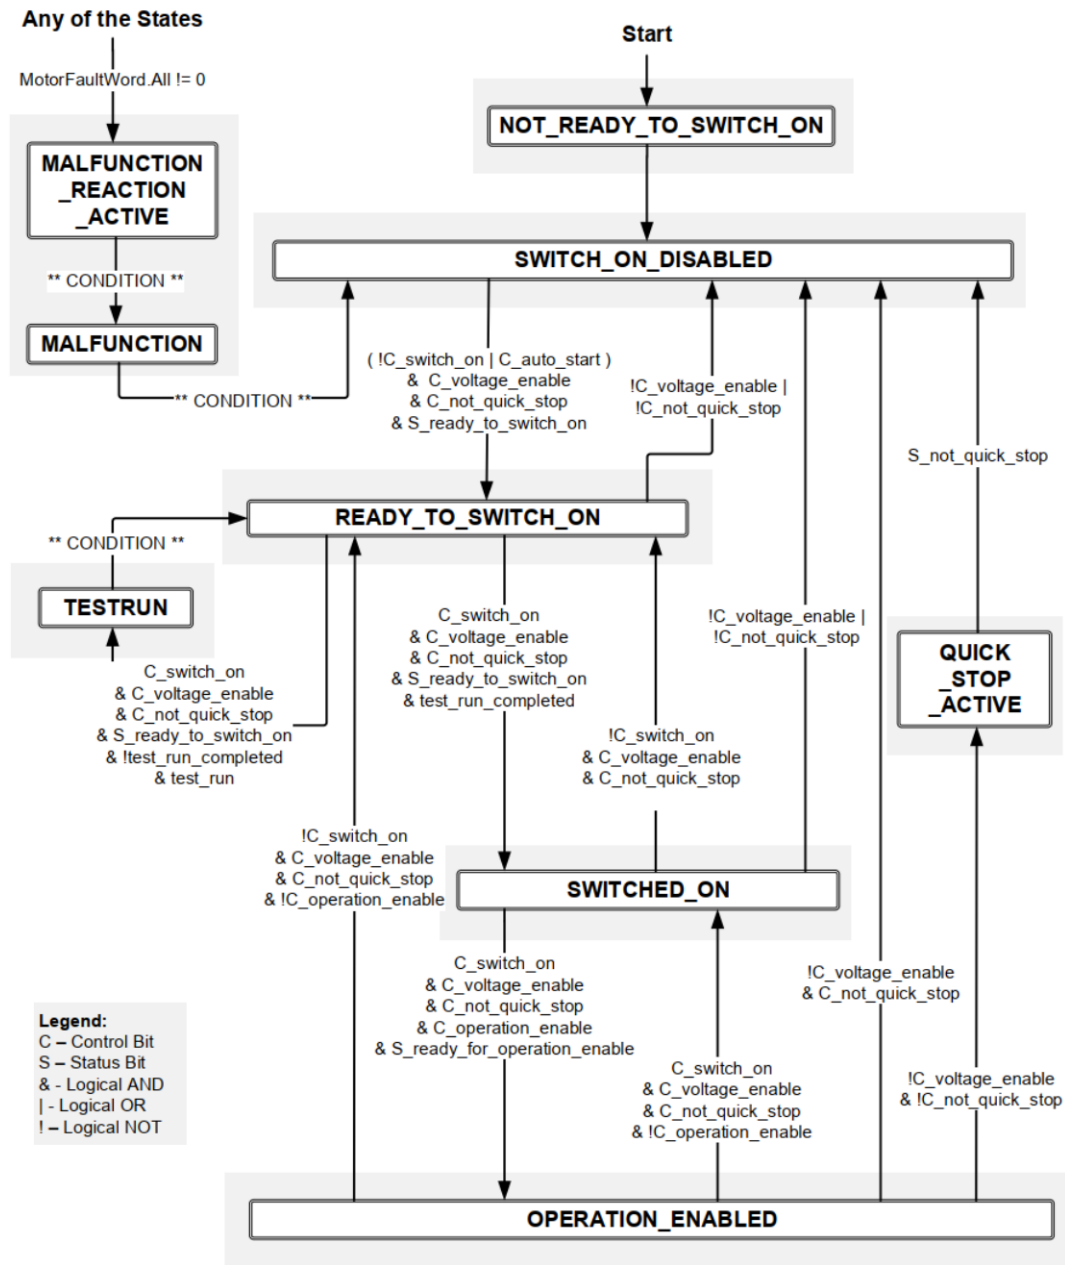 Any of the States
Start
MotorFaultWord.All != 0
NOT_READY_TO_SWITCH_ON
MALFUNCTION
_REACTION
_ACTIVE
SWITCH_ON_DISABLED
** CONDITION **
MALFUNCTION
** CONDITION **
( !C_switch_on | C_auto_start )
& C_voltage_enable
& C_not_quick_stop
& S_ready_to_switch_on
!C_voltage_enable |
!C_not_quick_stop
S_not_quick_stop
READY_TO_SWITCH_ON
** CONDITION **
TESTRUN
C_switch_on
& C_voltage_enable
& C_not_quick_stop
& S_ready_to_switch_on
& !test_run_completed
& test_run
C_switch_on
& C_voltage_enable
& C_not_quick_stop
& S_ready_to_switch_on
& test_run_completed
!C_voltage_enable |
!C_not_quick_stop
QUICK
_STOP
_ACTIVE
!C_switch_on
& C_voltage_enable
& C_not_quick_stop
!C_switch_on
& C_voltage_enable
& C_not_quick_stop
& !C_operation_enable
SWITCHED_ON
C_switch_on
& C_voltage_enable
& C_not_quick_stop
& C_operation_enable
& S_ready_for_operation_enable
!C_voltage_enable
& C_not_quick_stop
Legend:
C – Control Bit
S – Status Bit
& - Logical AND
| - Logical OR
! – Logical NOT
C_switch_on
& C_voltage_enable
& C_not_quick_stop
& !C_operation_enable
!C_voltage_enable
& !C_not_quick_stop
OPERATION_ENABLED